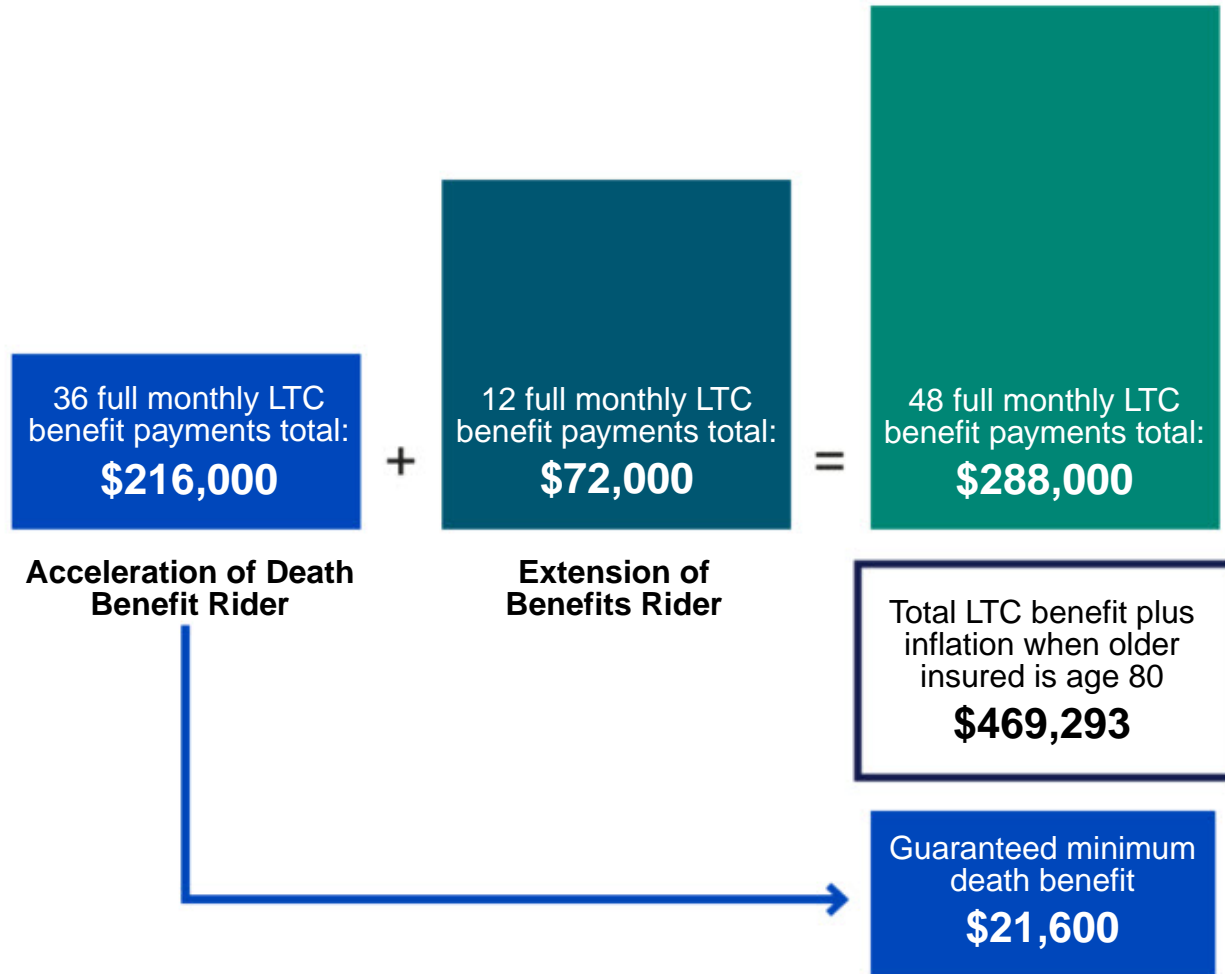 36 full monthly LTC
benefit payments total:
$216,000
+
12 full monthly LTC
benefit payments total:
$72,000
=
48 full monthly LTC
benefit payments total:
$288,000
Acceleration of Death
Benefit Rider
Extension of
Benefits Rider
Total LTC benefit plus
inflation when older
insured is age 80
$469,293
Guaranteed minimum
death benefit
$21,600